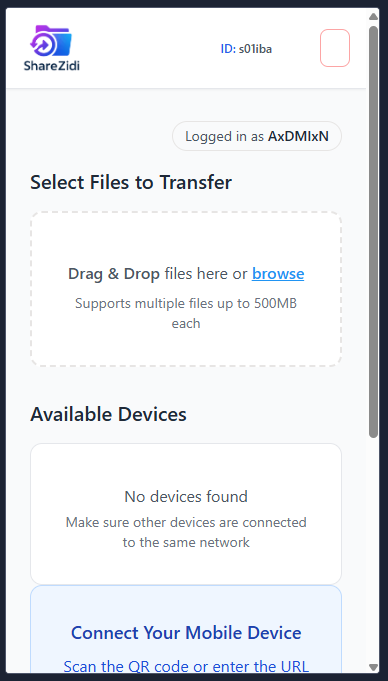 ShareZidi
ID: s01iba
Logged in as AxDMIxN
Select Files to Transfer
Drag & Drop files here or browse
Supports multiple files up to 500MB
each
Available Devices
No devices found
Make sure other devices are connected
to the same network
Connect Your Mobile Device
Scan the QR code or enter the URL